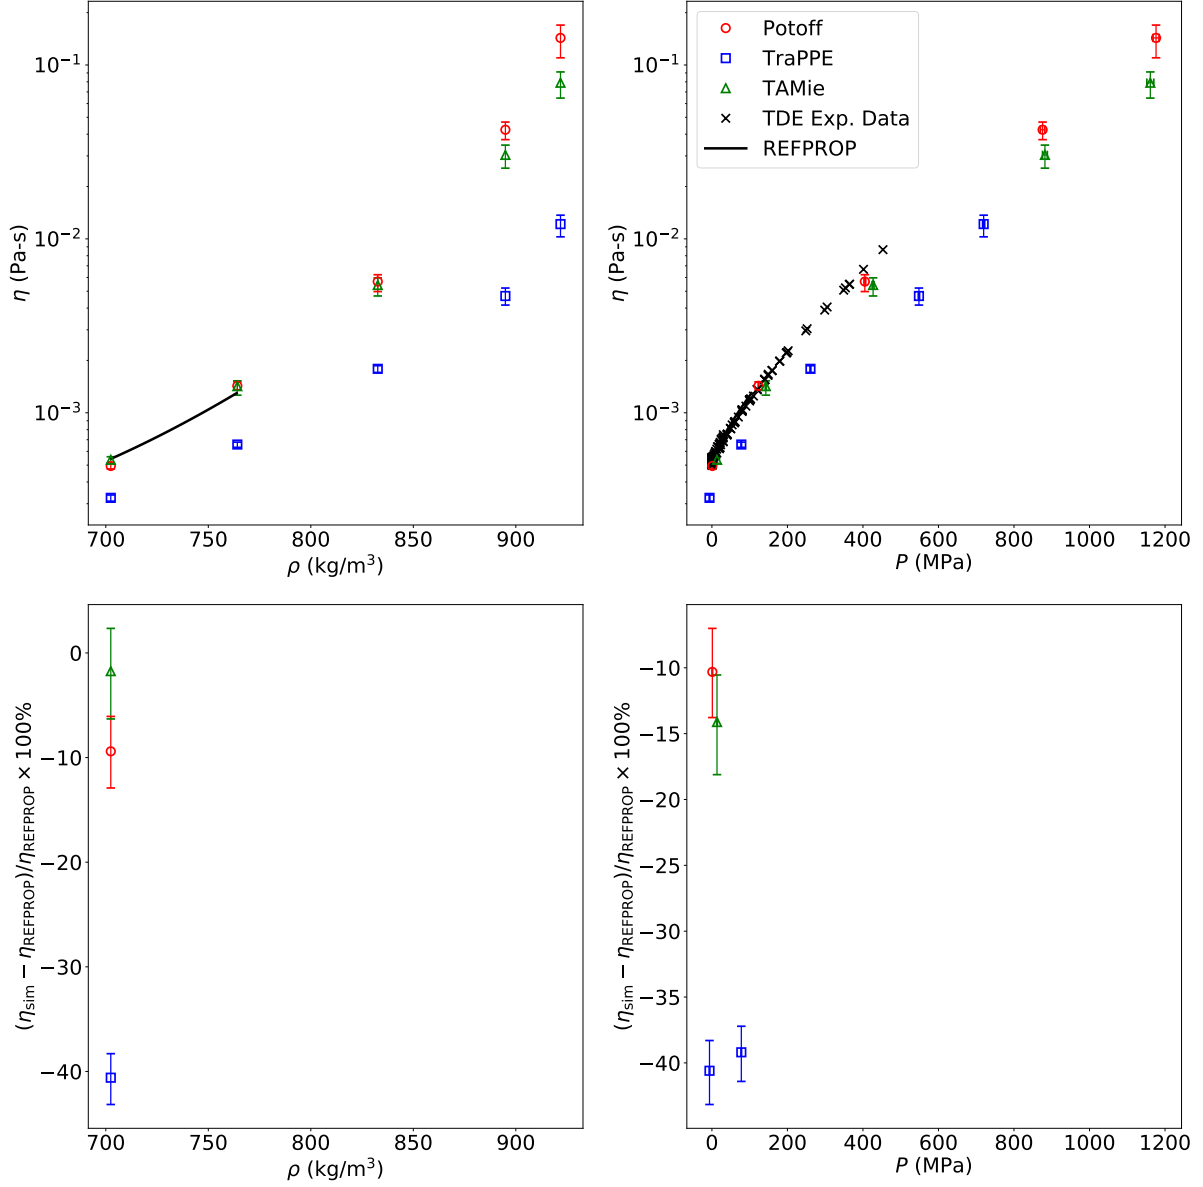 10⁻¹
10⁻²
10⁻³
η (Pa-s)
700 750 800 850 900
ρ (kg/m³)
Potoff
TraPPE
TAMie
TDE Exp. Data
REFPROP
10⁻¹
10⁻²
10⁻³
η (Pa-s)
0 200 400 600 800 1000 1200
P (MPa)
0
−10
−20
−30
−40
(η_sim − η_REFPROP)/η_REFPROP × 100%
700 750 800 850 900
ρ (kg/m³)
−10
−15
−20
−25
−30
−35
−40
(η_sim − η_REFPROP)/η_REFPROP × 100%
0 200 400 600 800 1000 1200
P (MPa)